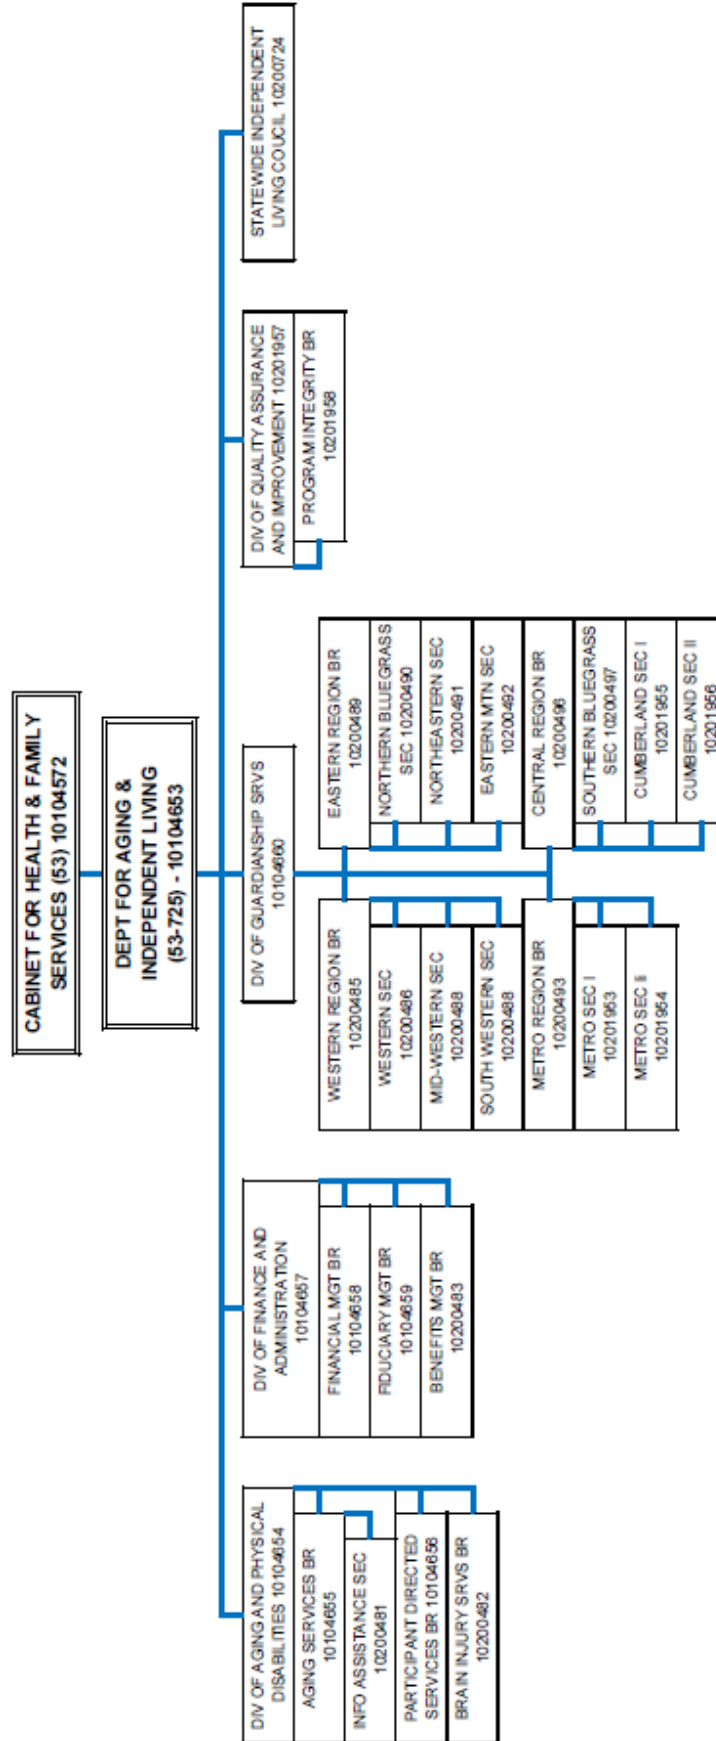 CABINET FOR HEALTH & FAMILY
SERVICES (53) 10104572
DEPT FOR AGING &
INDEPENDENT LIVING
(53-725) - 10104653
DIV OF AGING AND PHYSICAL
DISABILITIES 10104654
AGING SERVICES BR
10104655
INFO ASSISTANCE SEC
10200481
PARTICIPANT DIRECTED
SERVICES BR 10104656
BRAIN INJURY SRVS BR
10200482
DIV OF FINANCE AND
ADMINISTRATION
10104657
FINANCIAL MGT BR
10104658
FIDUCIARY MGT BR
10104659
BENEFITS MGT BR
10200483
DIV OF GUARDIANSHIP SRVS
10104660
WESTERN REGION BR
10200485
WESTERN SEC
10200486
MID-WESTERN SEC
10200488
SOUTH WESTERN SEC
10200488
METRO REGION BR
10200493
METRO SEC I
10201953
METRO SEC II
10201954
EASTERN REGION BR
10200489
NORTHERN BLUEGRASS
SEC 10200490
NORTHEASTERN SEC
10200491
EASTERN MTN SEC
10200492
CENTRAL REGION BR
10200496
SOUTHERN BLUEGRASS
SEC 10200497
CUMBERLAND SEC I
10201955
CUMBERLAND SEC II
10201956
DIV OF QUALITY ASSURANCE
AND IMPROVEMENT 10201957
PROGRAM INTEGRITY BR
10201958
STATEWIDE INDEPENDENT
LIVING COUCIL 10200724